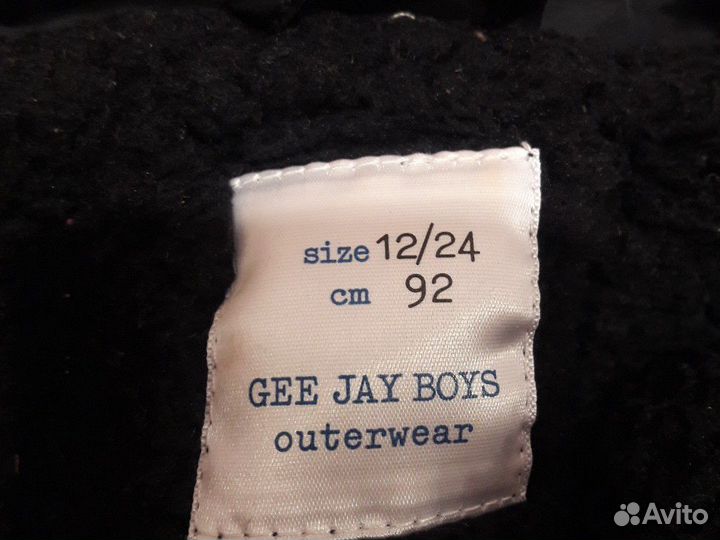 size 12/24
cm 92
GEE JAY BOYS
outerwear
Avito